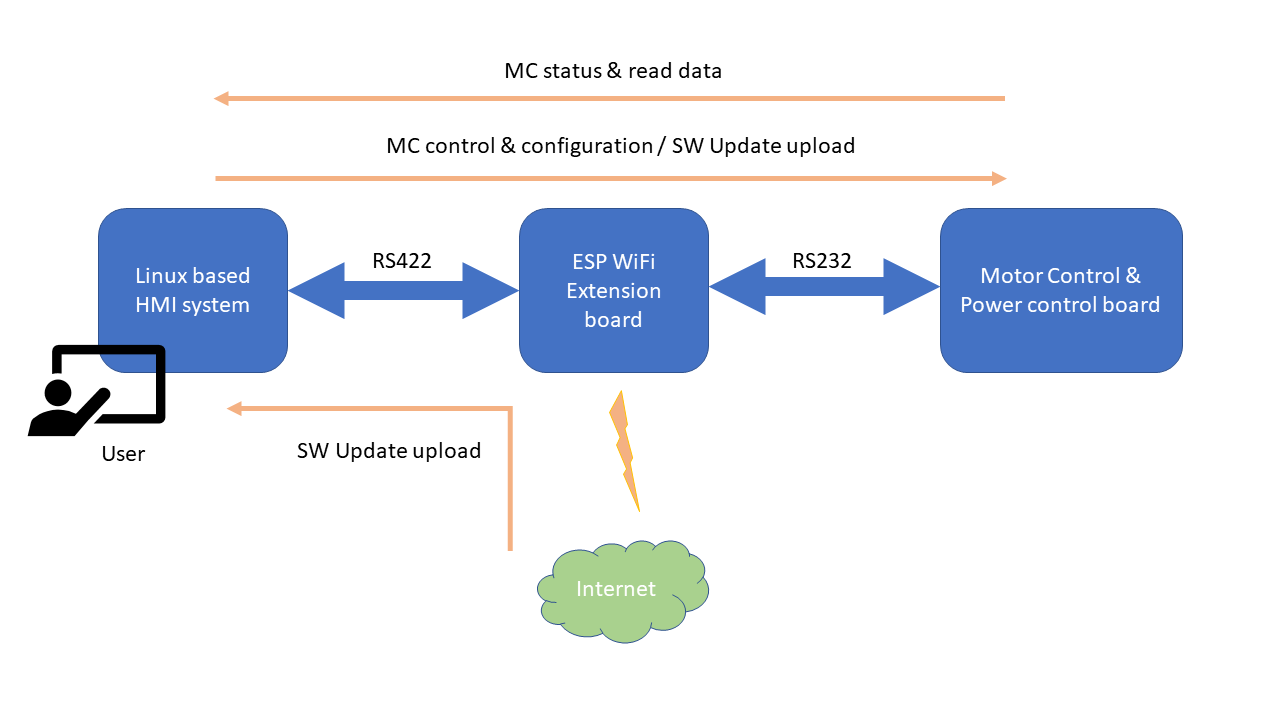 MC status & read data
MC control & configuration / SW Update upload
RS422
RS232
Linux based
HMI system
ESP WiFi
Extension
board
Motor Control &
Power control board
User
SW Update upload
Internet